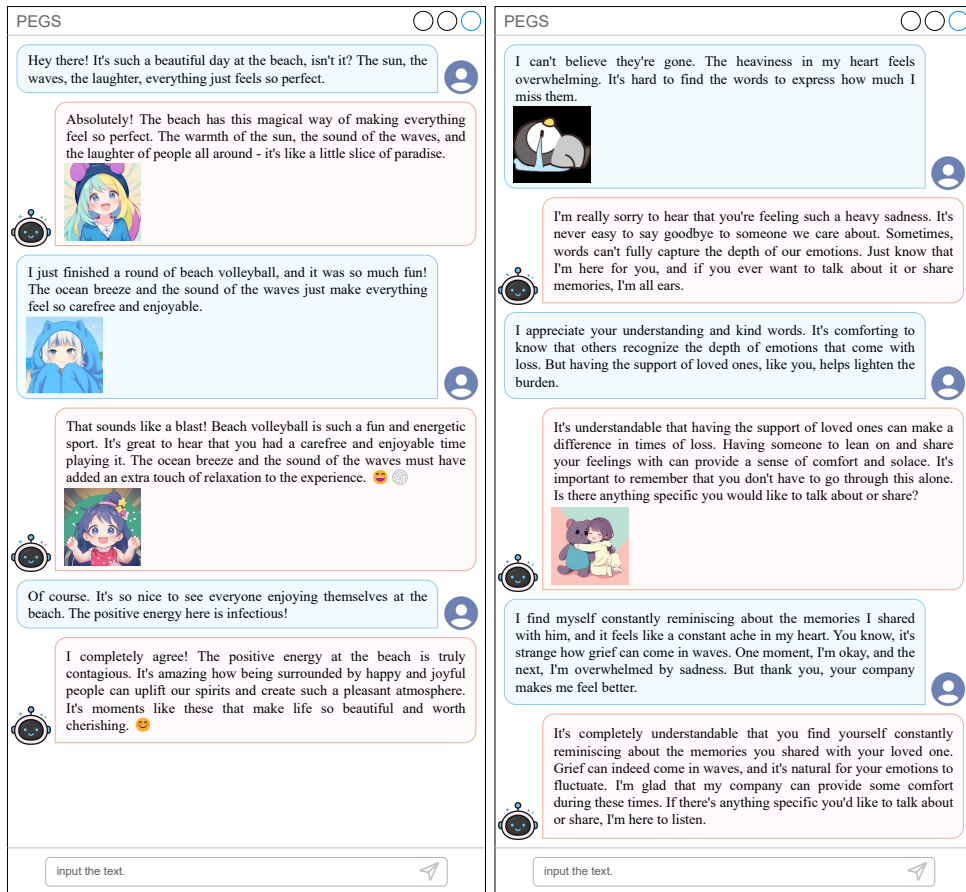 PEGS
Hey there! It's such a beautiful day at the beach, isn't it? The sun, the
waves, the laughter, everything just feels so perfect.
Absolutely! The beach has this magical way of making everything
feel so perfect. The warmth of the sun, the sound of the waves, and
the laughter of people all around - it's like a little slice of paradise.
I just finished a round of beach volleyball, and it was so much fun!
The ocean breeze and the sound of the waves just make everything
feel so carefree and enjoyable.
That sounds like a blast! Beach volleyball is such a fun and energetic
sport. It's great to hear that you had a carefree and enjoyable time
playing it. The ocean breeze and the sound of the waves must have
added an extra touch of relaxation to the experience. 😄 🏐
Of course. It's so nice to see everyone enjoying themselves at the
beach. The positive energy here is infectious!
I completely agree! The positive energy at the beach is truly
contagious. It's amazing how being surrounded by happy and joyful
people can uplift our spirits and create such a pleasant atmosphere.
It's moments like these that make life so beautiful and worth
cherishing. 😊
input the text.
PEGS
I can't believe they're gone. The heaviness in my heart feels
overwhelming. It's hard to find the words to express how much I
miss them.
I'm really sorry to hear that you're feeling such a heavy sadness. It's
never easy to say goodbye to someone we care about. Sometimes,
words can't fully capture the depth of our emotions. Just know that
I'm here for you, and if you ever want to talk about it or share
memories, I'm all ears.
I appreciate your understanding and kind words. It's comforting to
know that others recognize the depth of emotions that come with
loss. But having the support of loved ones, like you, helps lighten the
burden.
It's understandable that having the support of loved ones can make a
difference in times of loss. Having someone to lean on and share
your feelings with can provide a sense of comfort and solace. It's
important to remember that you don't have to go through this alone.
Is there anything specific you would like to talk about or share?
I find myself constantly reminiscing about the memories I shared
with him, and it feels like a constant ache in my heart. You know, it's
strange how grief can come in waves. One moment, I'm okay, and the
next, I'm overwhelmed by sadness. But thank you, your company
makes me feel better.
It's completely understandable that you find yourself constantly
reminiscing about the memories you shared with your loved one.
Grief can indeed come in waves, and it's natural for your emotions to
fluctuate. I'm glad that my company can provide some comfort
during these times. If there's anything specific you'd like to talk about
or share, I'm here to listen.
input the text.